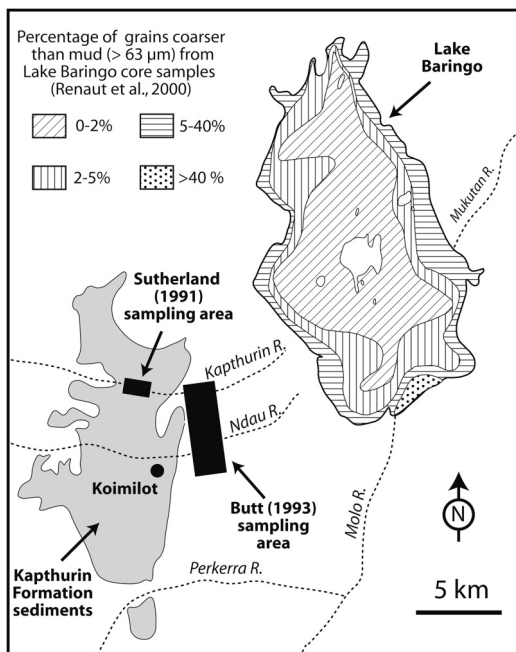 Percentage of grains coarser
than mud (> 63 μm) from
Lake Baringo core samples
(Renaut et al., 2000)
0-2%
5-40%
2-5%
>40 %
Lake
Baringo
Mukutan R.
Sutherland
(1991)
sampling area
Kapthurin R.
Ndau R.
Koimilot
Butt (1993)
sampling
area
Molo R.
N
Kapthurin
Formation
sediments
Perkerra R.
5 km